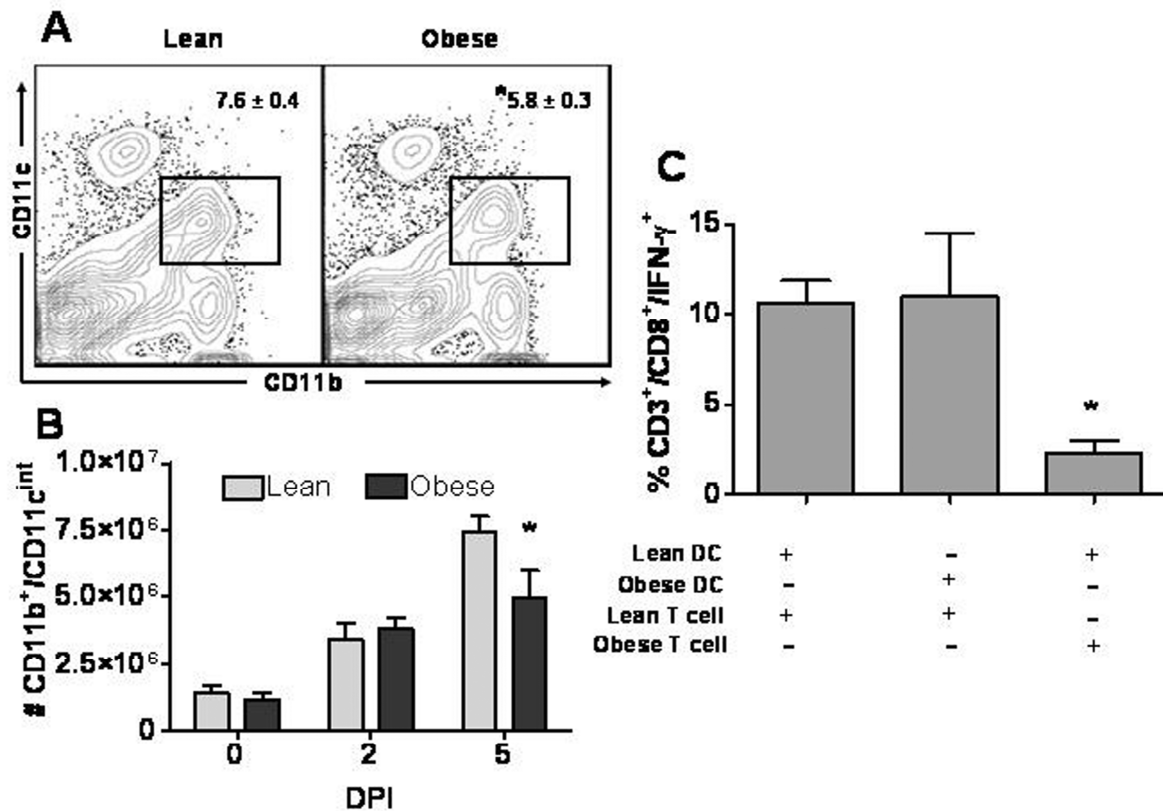 A
Lean Obese
7.6 ± 0.4
*5.8 ± 0.3
CD11c
CD11b
B
# CD11b⁺/CD11cⁱⁿᵗ
1.0×10⁷
7.5×10⁶
5.0×10⁶
2.5×10⁶
0
Lean Obese
*
0 2 5
DPI
C
% CD3⁺/CD8⁺/IFN-γ⁺
15
10
5
0
*
Lean DC + - +
Obese DC - + -
Lean T cell + + -
Obese T cell - - +